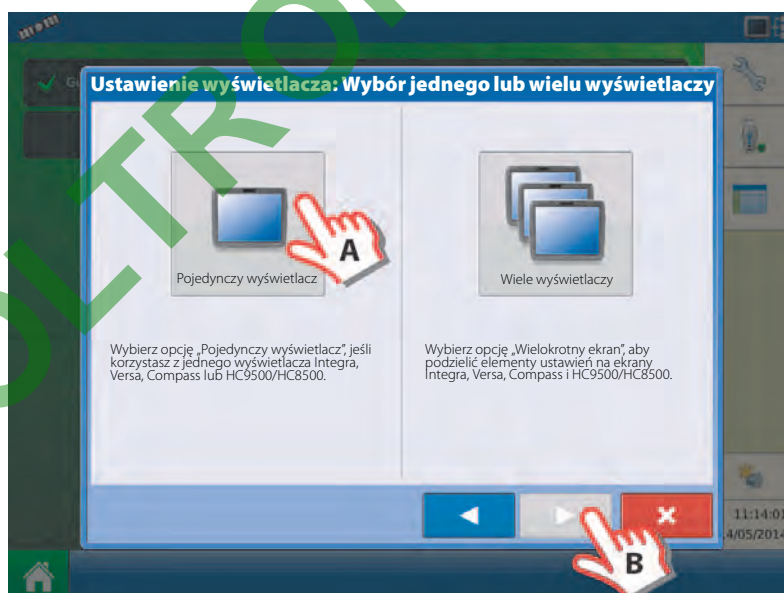 Ustawienie wyświetlacza: Wybór jednego lub wielu wyświetlaczy
A
Pojedynczy wyświetlacz
Wiele wyświetlaczy
Wybierz opcję „Pojedynczy wyświetlacz”, jeśli
korzystasz z jednego wyświetlacza Integra,
Versa, Compass lub HC9500/HC8500.
Wybierz opcję „Wielokrotny ekran”, aby
podzielić elementy ustawień na ekrany
Integra, Versa, Compass i HC9500/HC8500.
11:14:01
4/05/2014
B